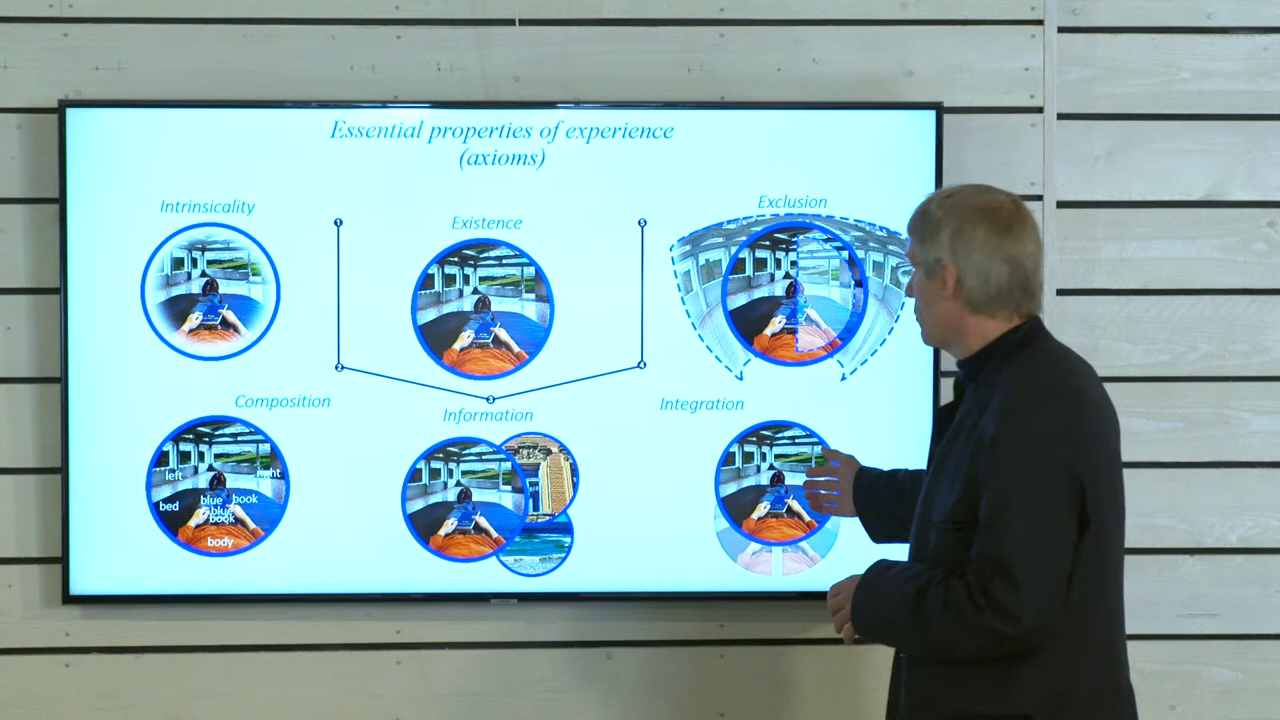 Essential properties of experience
(axioms)
Intrinsicality
Existence
Exclusion
1
5
2
4
3
Composition
Information
Integration
left
right
bed
blue
book
blue
book
body